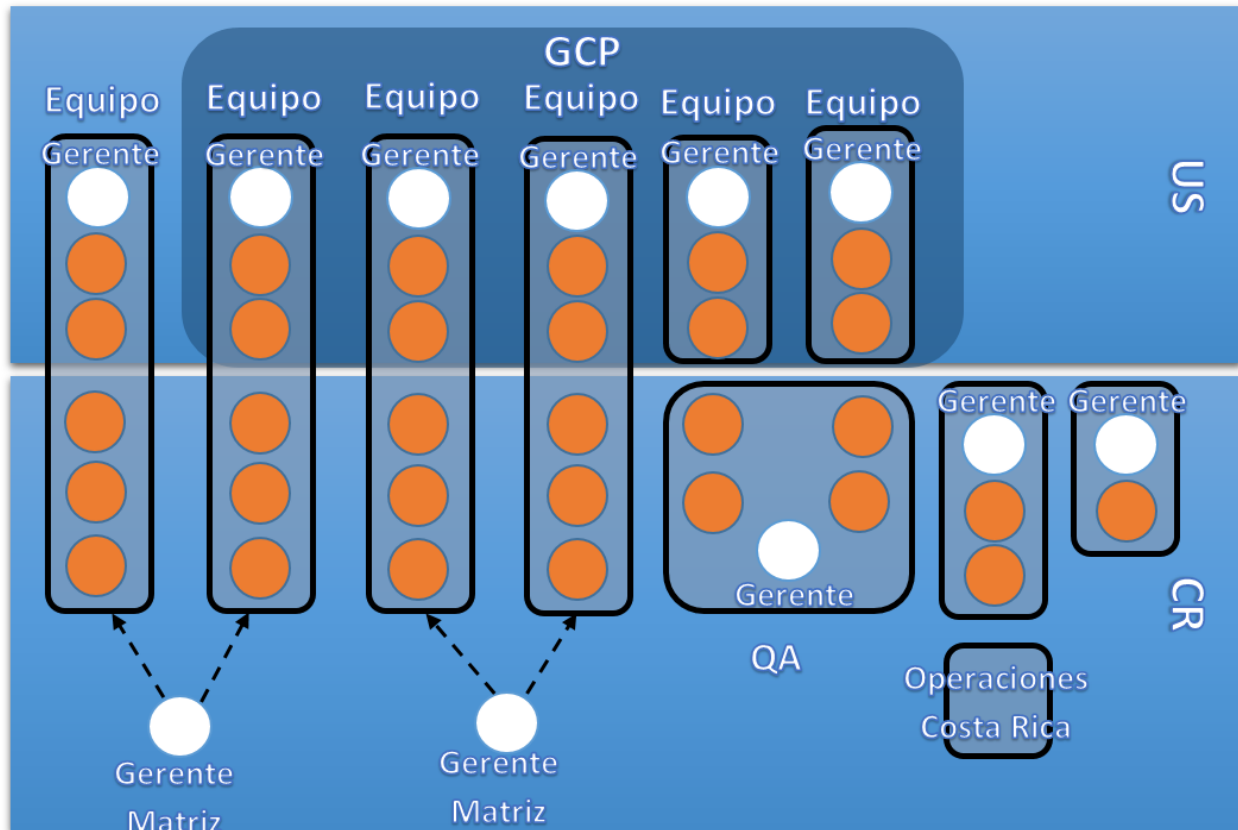 GCP
Equipo
Equipo
Equipo
Equipo
Equipo
Equipo
Gerente
Gerente
Gerente
Gerente
Gerente
Gerente
US
Gerente
Gerente
Gerente
QA
CR
Operaciones
Costa Rica
Gerente
Matriz
Gerente
Matriz